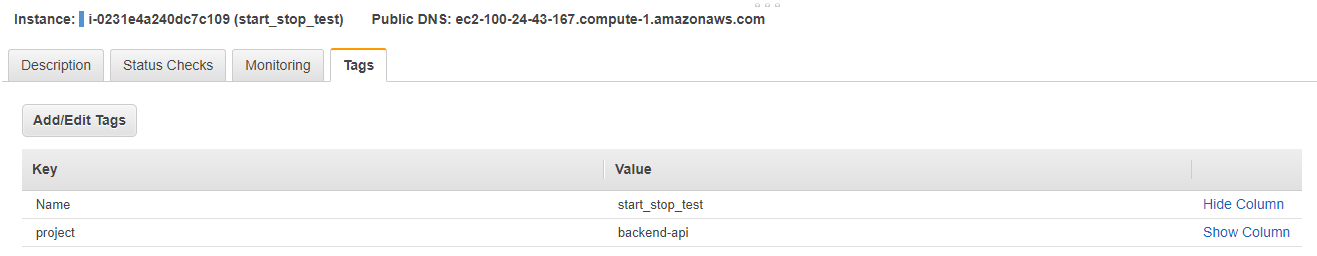 Instance: i-0231e4a240dc7c109 (start_stop_test) Public DNS: ec2-100-24-43-167.compute-1.amazonaws.com
Description Status Checks Monitoring Tags
Add/Edit Tags
Key Value
Name start_stop_test Hide Column
project backend-api Show Column